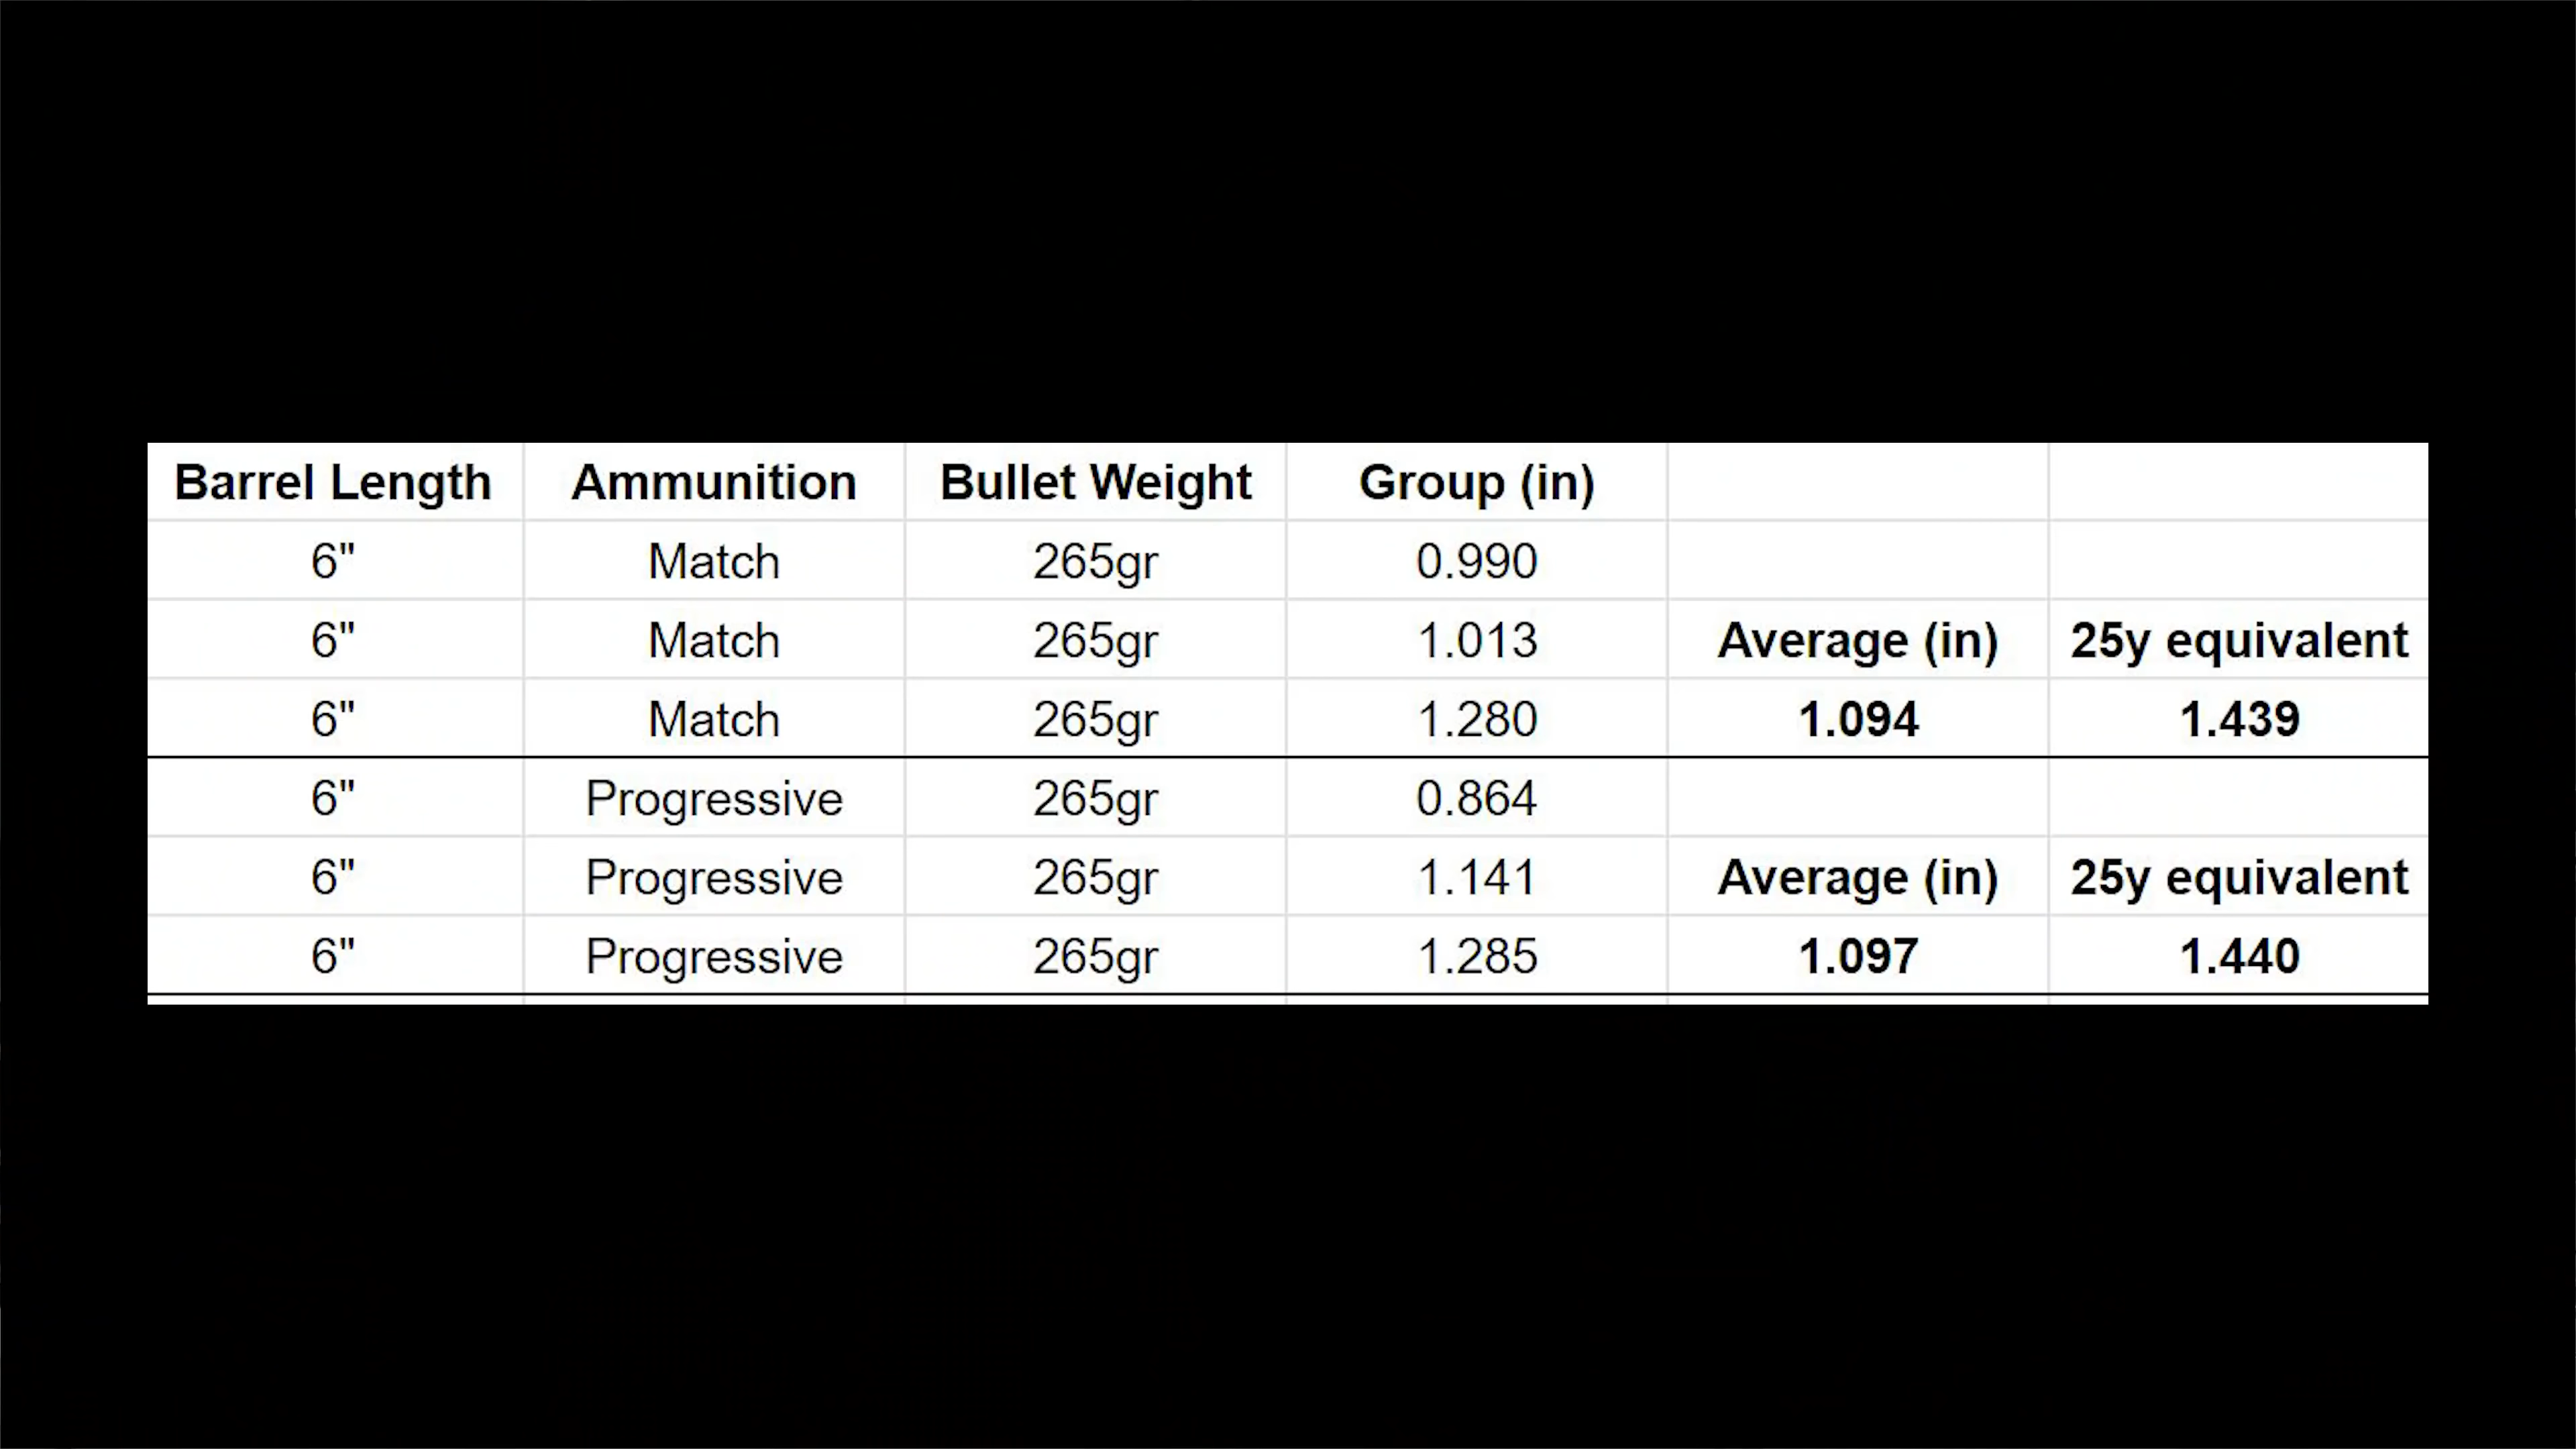 Barrel Length Ammunition Bullet Weight Group (in)
6" Match 265gr 0.990
6" Match 265gr 1.013 Average (in) 25y equivalent
6" Match 265gr 1.280 1.094 1.439
6" Progressive 265gr 0.864
6" Progressive 265gr 1.141 Average (in) 25y equivalent
6" Progressive 265gr 1.285 1.097 1.440